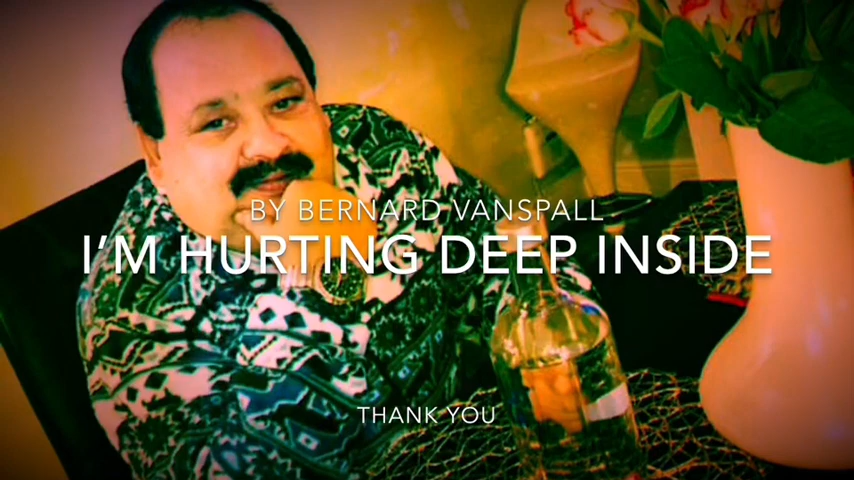 BY BERNARD VANSPALL
I’M HURTING DEEP INSIDE
THANK YOU